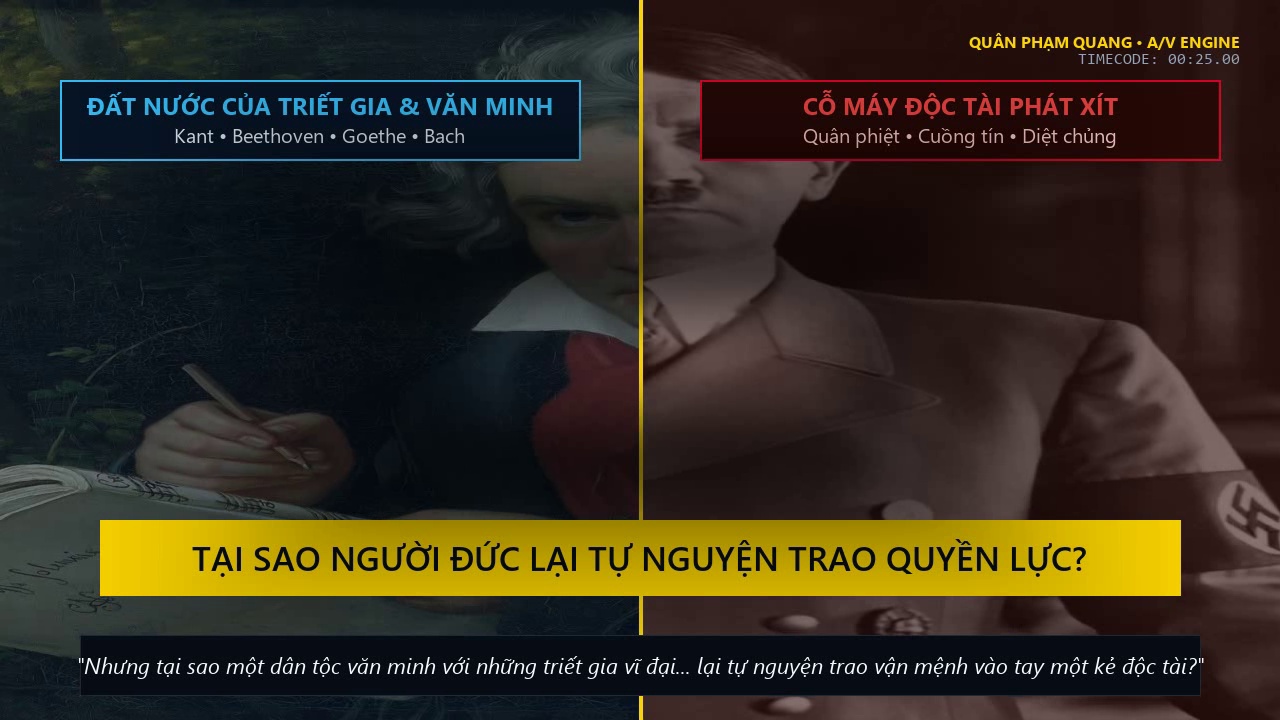 QUÂN PHẠM QUANG • A/V ENGINE
TIMECODE: 00:25.00
ĐẤT NƯỚC CỦA TRIẾT GIA & VĂN MINH
Kant • Beethoven • Goethe • Bach
CỖ MÁY ĐỘC TÀI PHÁT XÍT
Quân phiệt • Cuồng tín • Diệt chủng
TẠI SAO NGƯỜI ĐỨC LẠI TỰ NGUYỆN TRAO QUYỀN LỰC?
"Nhưng tại sao một dân tộc văn minh với những triết gia vĩ đại... lại tự nguyện trao vận mệnh vào tay một kẻ độc tài?"